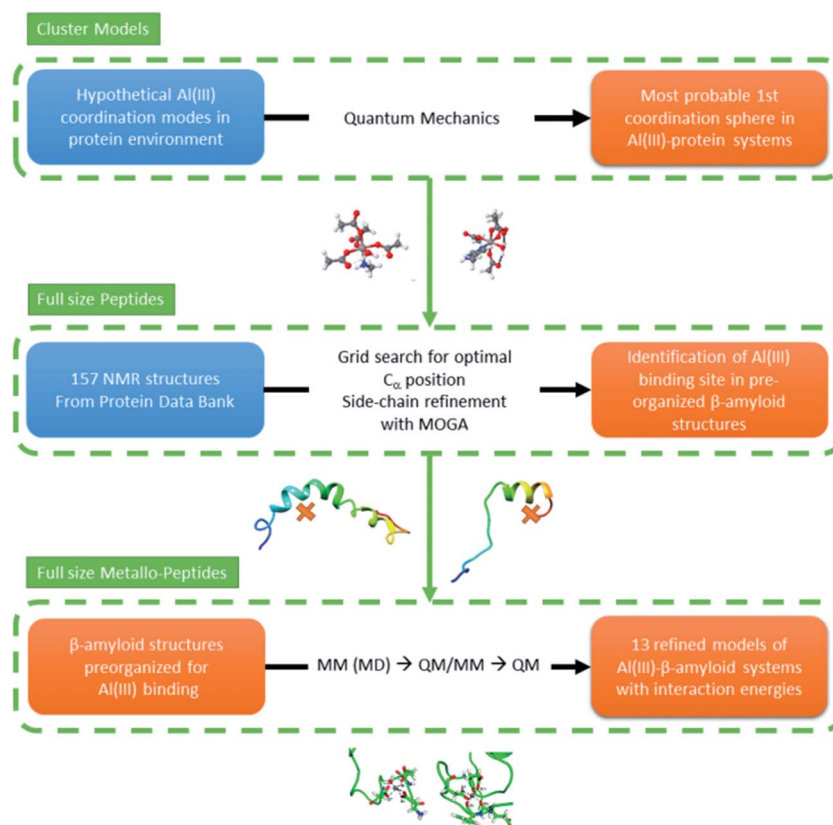 Cluster Models
Hypothetical Al(III)
coordination modes in
protein environment
Quantum Mechanics
Most probable 1st
coordination sphere in
Al(III)-protein systems
Full size Peptides
157 NMR structures
From Protein Data Bank
Grid search for optimal
Cα position
Side-chain refinement
with MOGA
Identification of Al(III)
binding site in pre-
organized β-amyloid
structures
Full size Metallo-Peptides
β-amyloid structures
preorganized for
Al(III) binding
MM (MD) → QM/MM → QM
13 refined models of
Al(III)-β-amyloid systems
with interaction energies